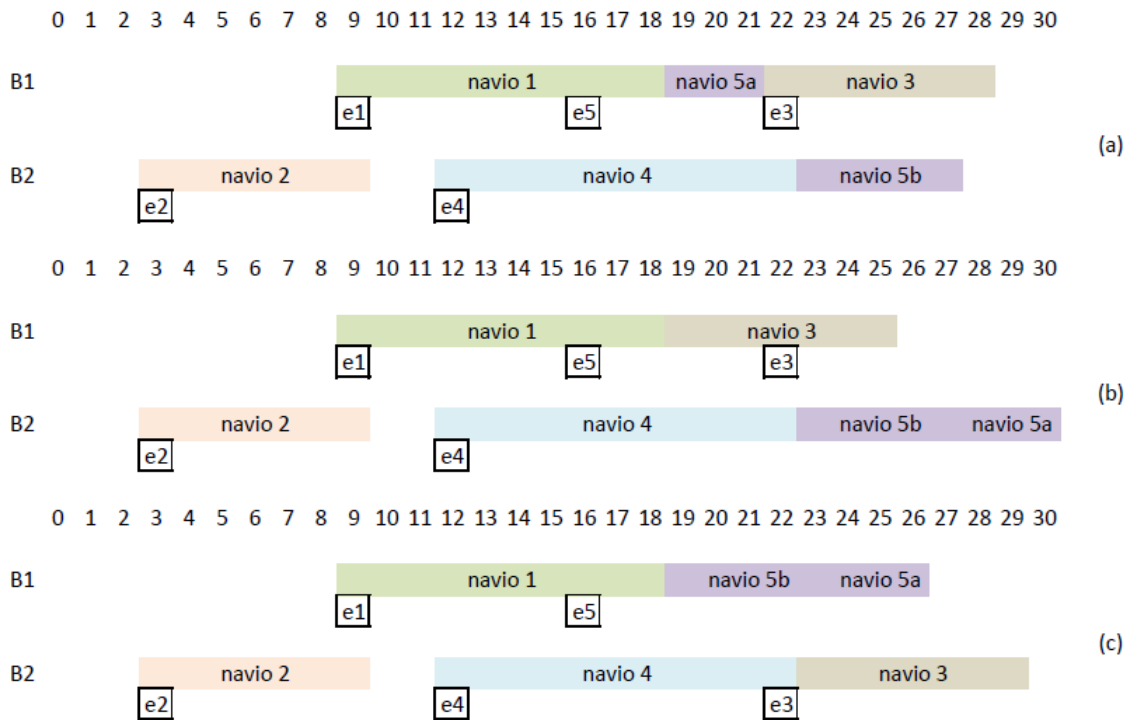 0 1 2 3 4 5 6 7 8 9 10 11 12 13 14 15 16 17 18 19 20 21 22 23 24 25 26 27 28 29 30
B1 navio 1 navio 5a navio 3
e1 e5 e3
(a)
B2 navio 2 navio 4 navio 5b
e2 e4
0 1 2 3 4 5 6 7 8 9 10 11 12 13 14 15 16 17 18 19 20 21 22 23 24 25 26 27 28 29 30
B1 navio 1 navio 3
e1 e5 e3
(b)
B2 navio 2 navio 4 navio 5b navio 5a
e2 e4
0 1 2 3 4 5 6 7 8 9 10 11 12 13 14 15 16 17 18 19 20 21 22 23 24 25 26 27 28 29 30
B1 navio 1 navio 5b navio 5a
e1 e5
(c)
B2 navio 2 navio 4 navio 3
e2 e4 e3